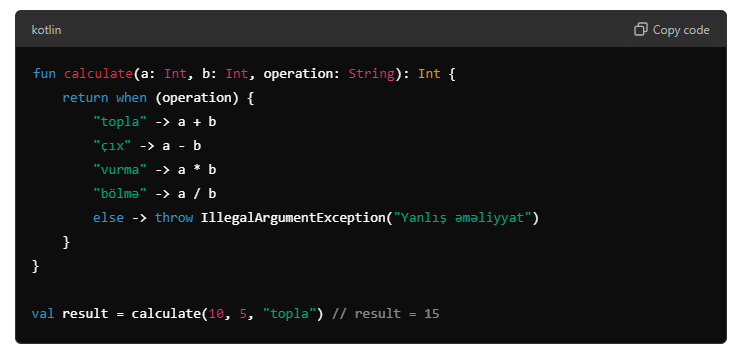 kotlin
Copy code
fun calculate(a: Int, b: Int, operation: String): Int {
    return when (operation) {
        "topla" -> a + b
        "çıx" -> a - b
        "vurma" -> a * b
        "bölmə" -> a / b
        else -> throw IllegalArgumentException("Yanlış əməliyyat")
    }
}
val result = calculate(10, 5, "topla") // result = 15